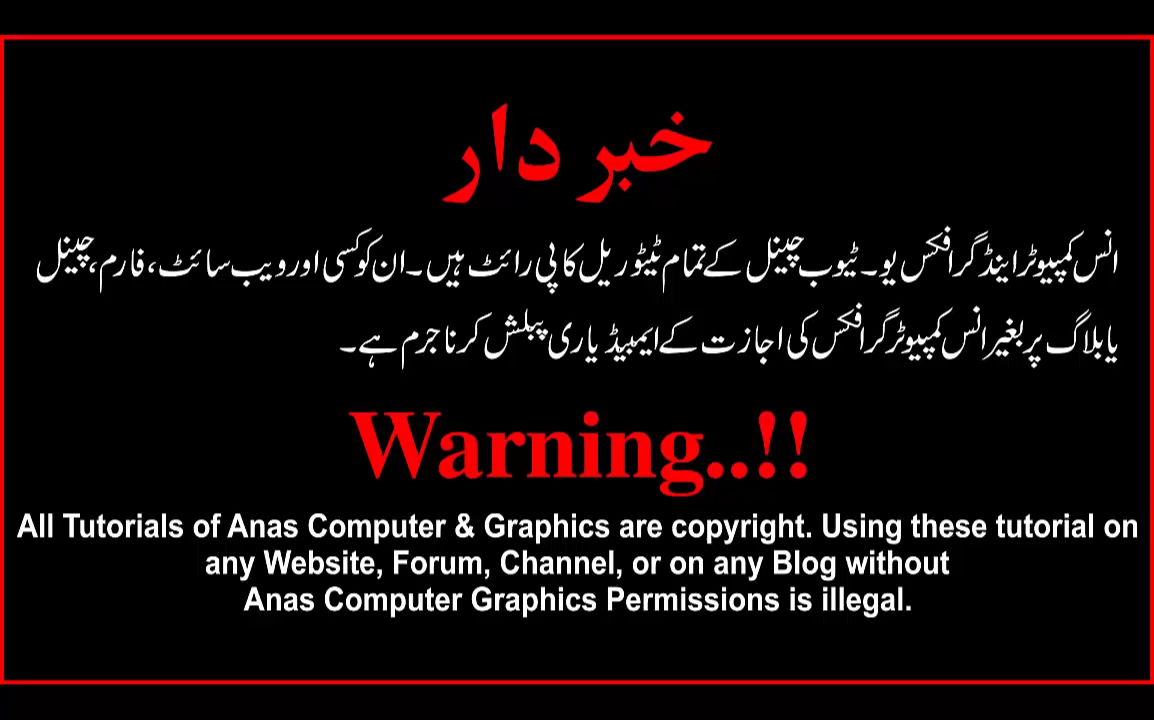 خبر دار
انس کمپیوٹر اینڈ گرافکس یو۔ٹیوب چینل کے تمام ٹیٹوریل کاپی رائٹ ہیں۔ ان کو کسی اور ویب سائٹ، فارم، چینل
یا بلاگ پر بغیر انس کمپیوٹر گرافکس کی اجازت کے ایمبیڈ یا ری پبلش کرنا جرم ہے۔
Warning..!!
All Tutorials of Anas Computer & Graphics are copyright. Using these tutorial on
any Website, Forum, Channel, or on any Blog without
Anas Computer Graphics Permissions is illegal.